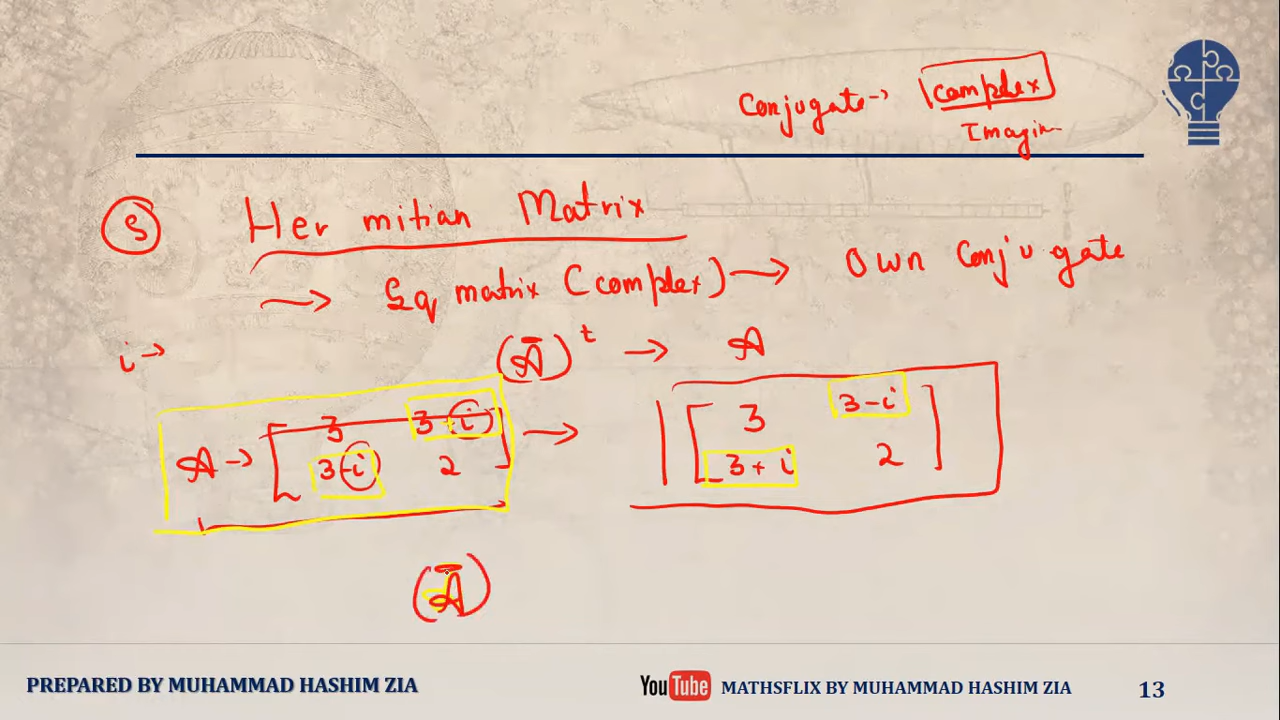 Conjugate → complex
Imagin
5 Hermitian Matrix
→ Sq matrix (complex) → Own Conjugate
i →
(Ā)ᵗ → A
A → [ 3 3+i → [ 3 3-i ]
3-i 2 ] 3+i 2 ]
(Ā)
PREPARED BY MUHAMMAD HASHIM ZIA
YouTube MATHSFLIX BY MUHAMMAD HASHIM ZIA 13